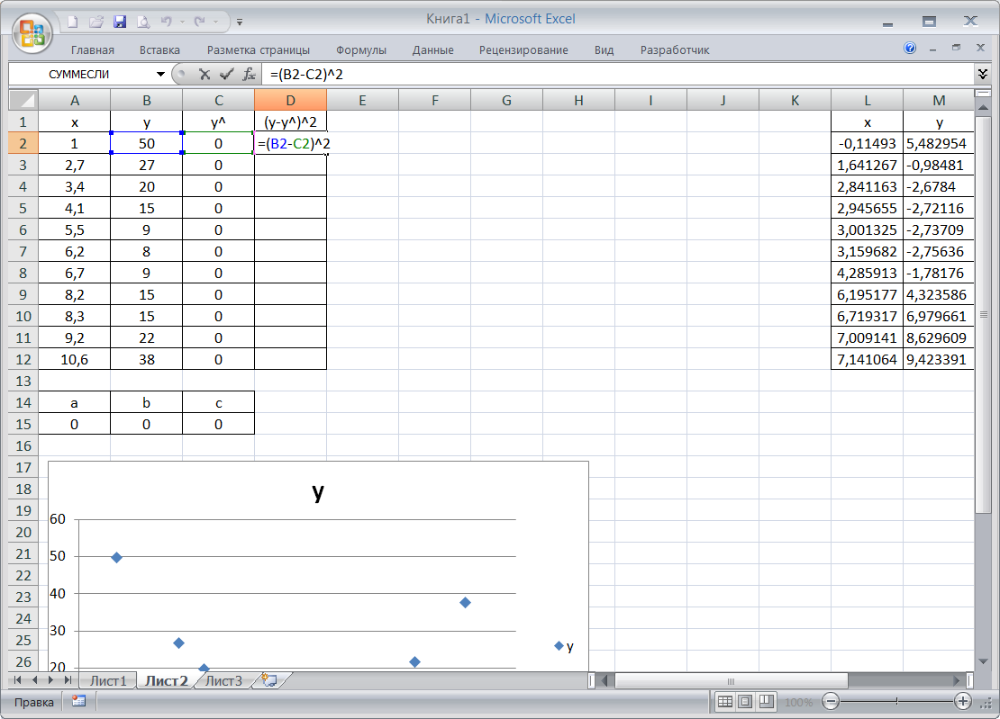 Книга1 - Microsoft Excel
Главная Вставка Разметка страницы Формулы Данные Рецензирование Вид Разработчик
СУММЕСЛИ fx =(B2-C2)^2
A B C D E F G H I J K L M
1 x y y^ (y-y^)^2 x y
2 1 50 0 =(B2-C2)^2 -0,11493 5,482954
3 2,7 27 0 1,641267 -0,98481
4 3,4 20 0 2,841163 -2,6784
5 4,1 15 0 2,945655 -2,72116
6 5,5 9 0 3,001325 -2,73709
7 6,2 8 0 3,159682 -2,75636
8 6,7 9 0 4,285913 -1,78176
9 8,2 15 0 6,195177 4,323586
10 8,3 15 0 6,719317 6,979661
11 9,2 22 0 7,009141 8,629609
12 10,6 38 0 7,141064 9,423391
13
14 a b c
15 0 0 0
16
17
18 y
19 60
20
21 50
22
23 40
24
25 30 y
26 20
Лист1 Лист2 Лист3
Правка 100%